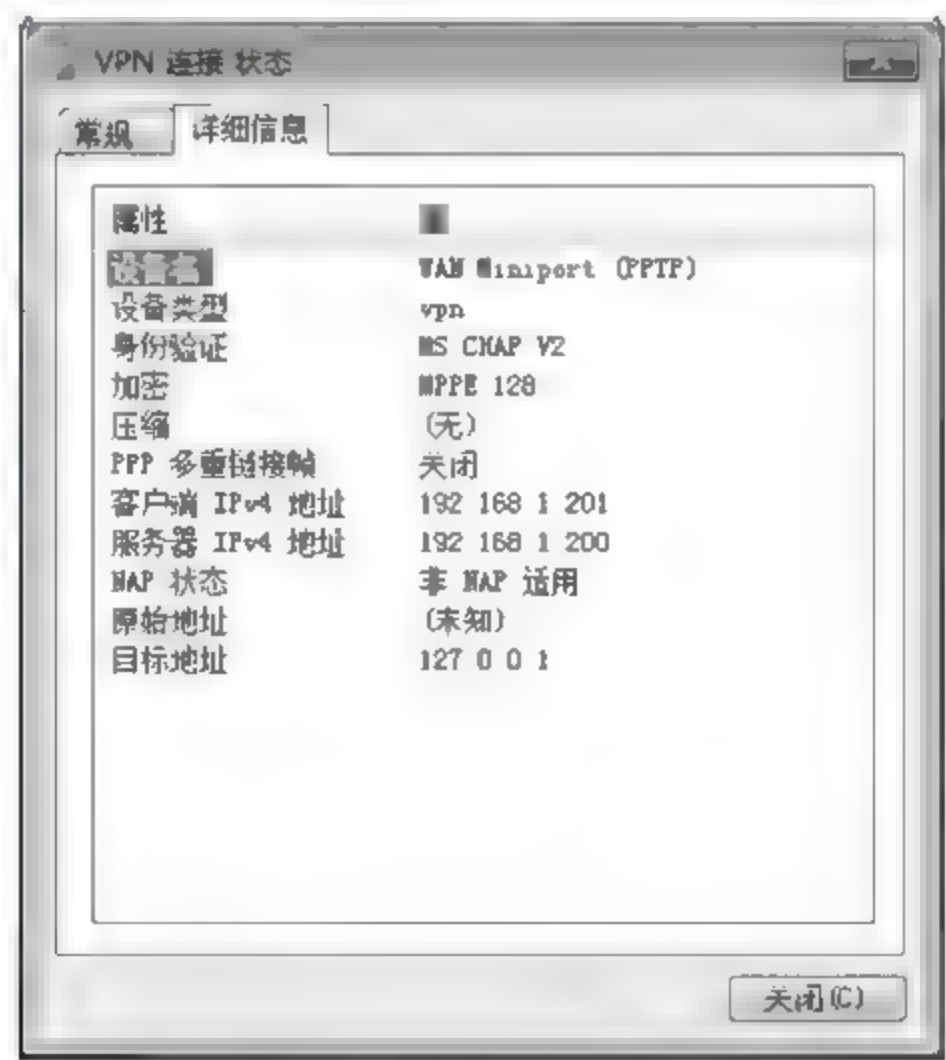 VPN 连接 状态
常规 详细信息
属性
设备名 WAN Miniport (PPTP)
设备类型 vpn
身份验证 MS CHAP V2
加密 MPPE 128
压缩 (无)
PPP 多重链接帧 关闭
客户端 IPv4 地址 192 168 1 201
服务器 IPv4 地址 192 168 1 200
NAP 状态 非 NAP 适用
原始地址 (未知)
目标地址 127 0 0 1
关闭(C)